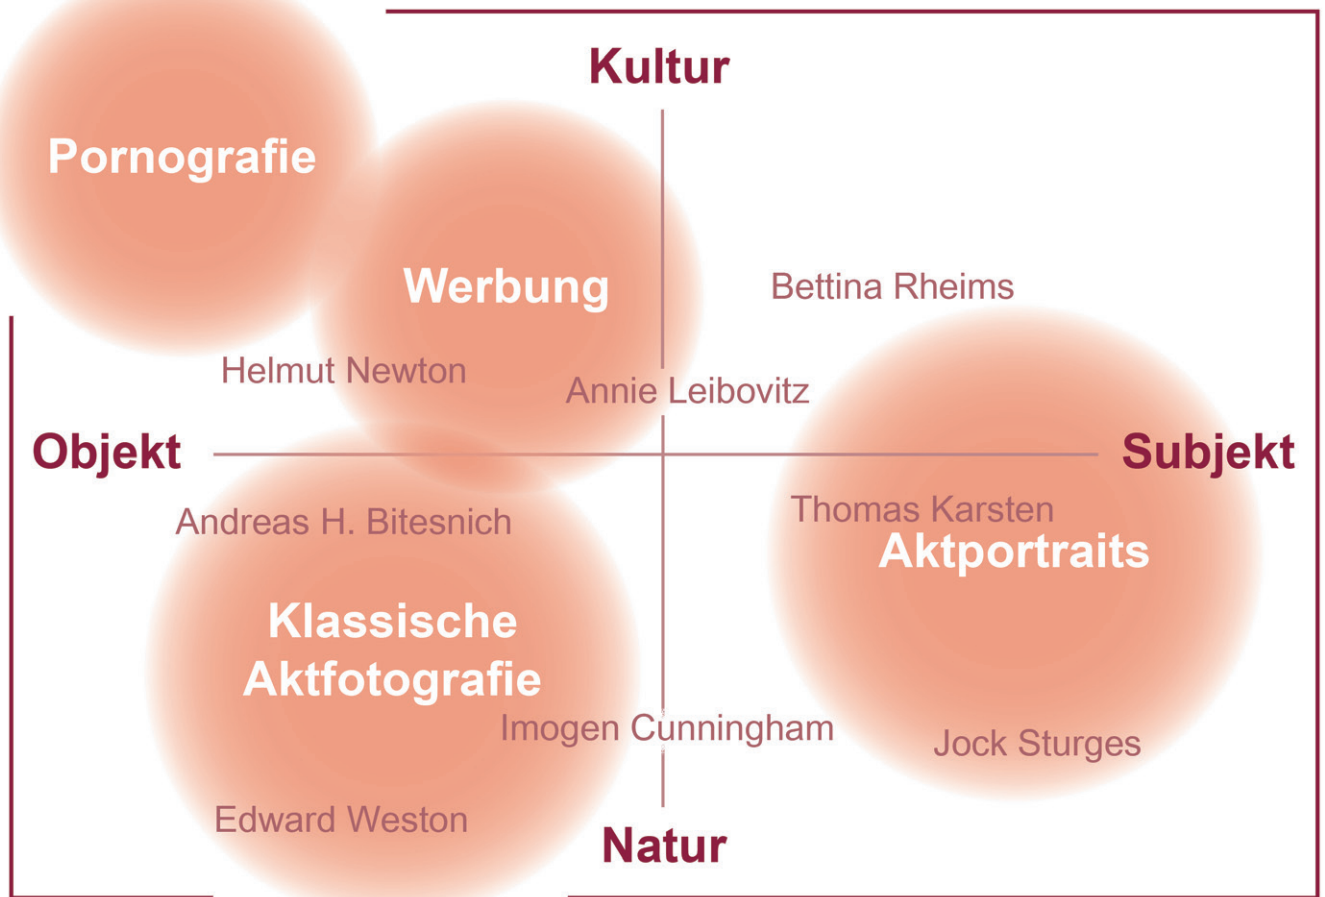 Kultur
Pornografie
Werbung
Bettina Rheims
Helmut Newton
Annie Leibovitz
Objekt
Subjekt
Andreas H. Bitesnich
Thomas Karsten
Aktportraits
Klassische
Aktfotografie
Imogen Cunningham
Jock Sturges
Edward Weston
Natur